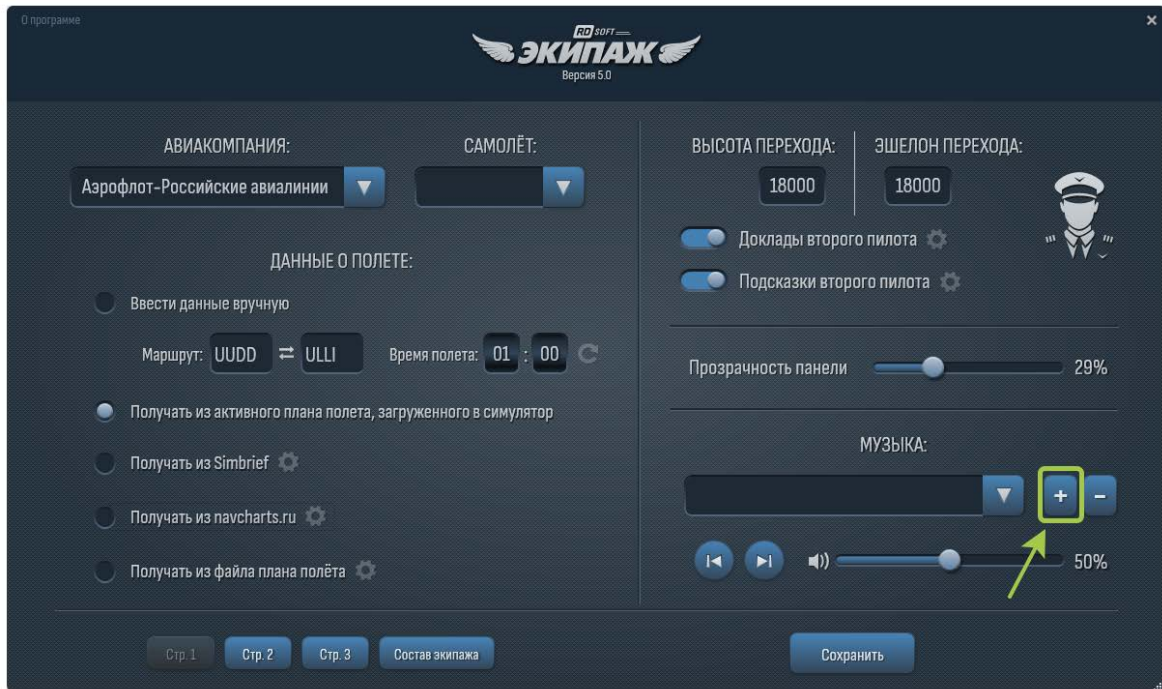 О программе
RD SOFT
ЭКИПАЖ
Версия 5.0
АВИАКОМПАНИЯ:
САМОЛЁТ:
Аэрофлот-Российские авиалинии
ДАННЫЕ О ПОЛЕТЕ:
Ввести данные вручную
Маршрут: UUDD ⇄ ULLI Время полета: 01 : 00
Получать из активного плана полета, загруженного в симулятор
Получать из Simbrief
Получать из navcharts.ru
Получать из файла плана полёта
ВЫСОТА ПЕРЕХОДА:
ЭШЕЛОН ПЕРЕХОДА:
18000
18000
Доклады второго пилота
Подсказки второго пилота
Прозрачность панели 29%
МУЗЫКА:
+ -
50%
Стр. 1 Стр. 2 Стр. 3 Состав экипажа
Сохранить